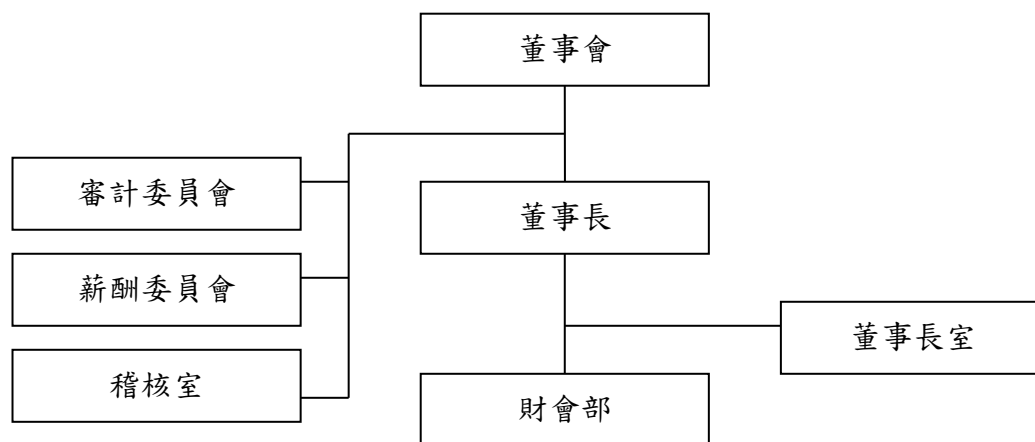 董事會
審計委員會
董事長
薪酬委員會
董事長室
稽核室
財會部